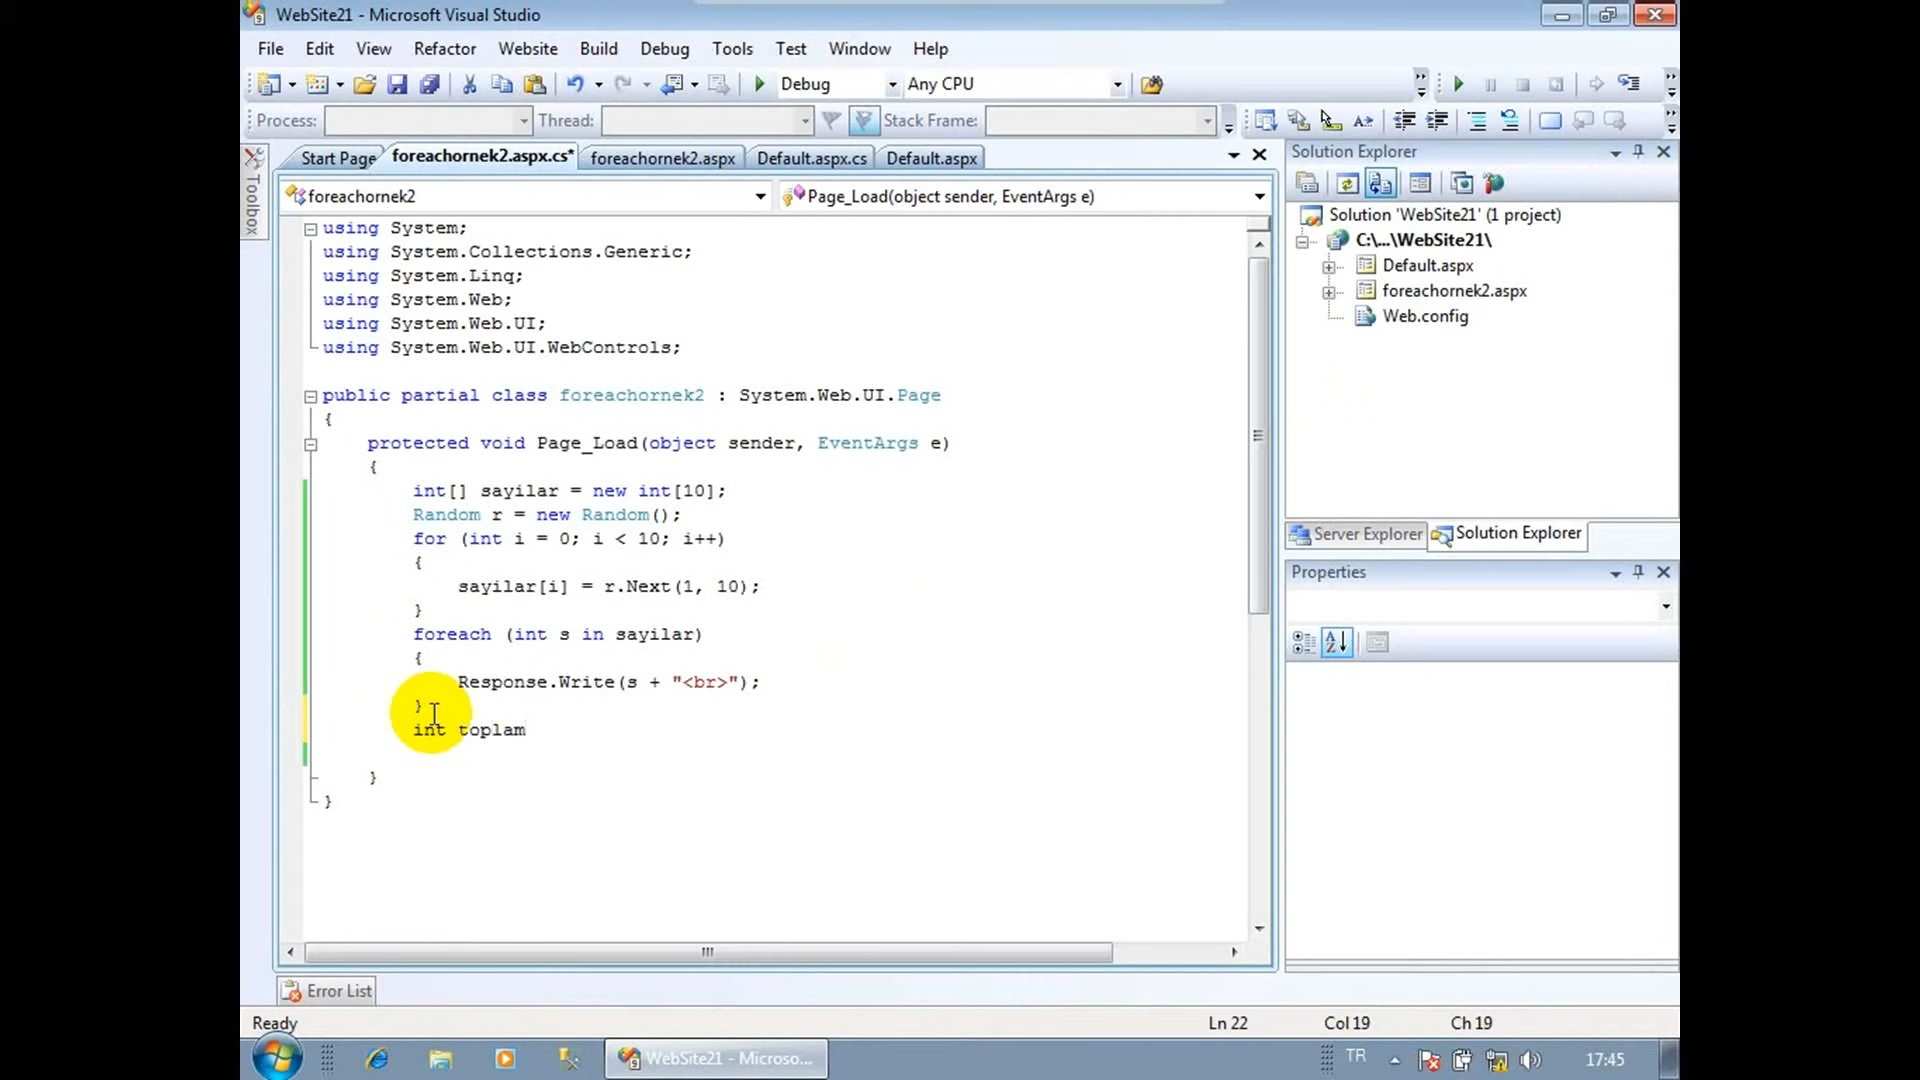 WebSite21 - Microsoft Visual Studio
File Edit View Refactor Website Build Debug Tools Test Window Help
Debug Any CPU
Process: Thread: Stack Frame:
Toolbox
Start Page foreachornek2.aspx.cs* foreachornek2.aspx Default.aspx.cs Default.aspx
foreachornek2 Page_Load(object sender, EventArgs e)
using System;
using System.Collections.Generic;
using System.Linq;
using System.Web;
using System.Web.UI;
using System.Web.UI.WebControls;
public partial class foreachornek2 : System.Web.UI.Page
{
protected void Page_Load(object sender, EventArgs e)
{
int[] sayilar = new int[10];
Random r = new Random();
for (int i = 0; i < 10; i++)
{
sayilar[i] = r.Next(1, 10);
}
foreach (int s in sayilar)
{
Response.Write(s + "<br>");
}
int toplam
}
}
Solution Explorer
Solution 'WebSite21' (1 project)
C:\...\WebSite21\
Default.aspx
foreachornek2.aspx
Web.config
Server Explorer Solution Explorer
Properties
Error List
Ready Ln 22 Col 19 Ch 19
WebSite21 - Microso... TR 17:45